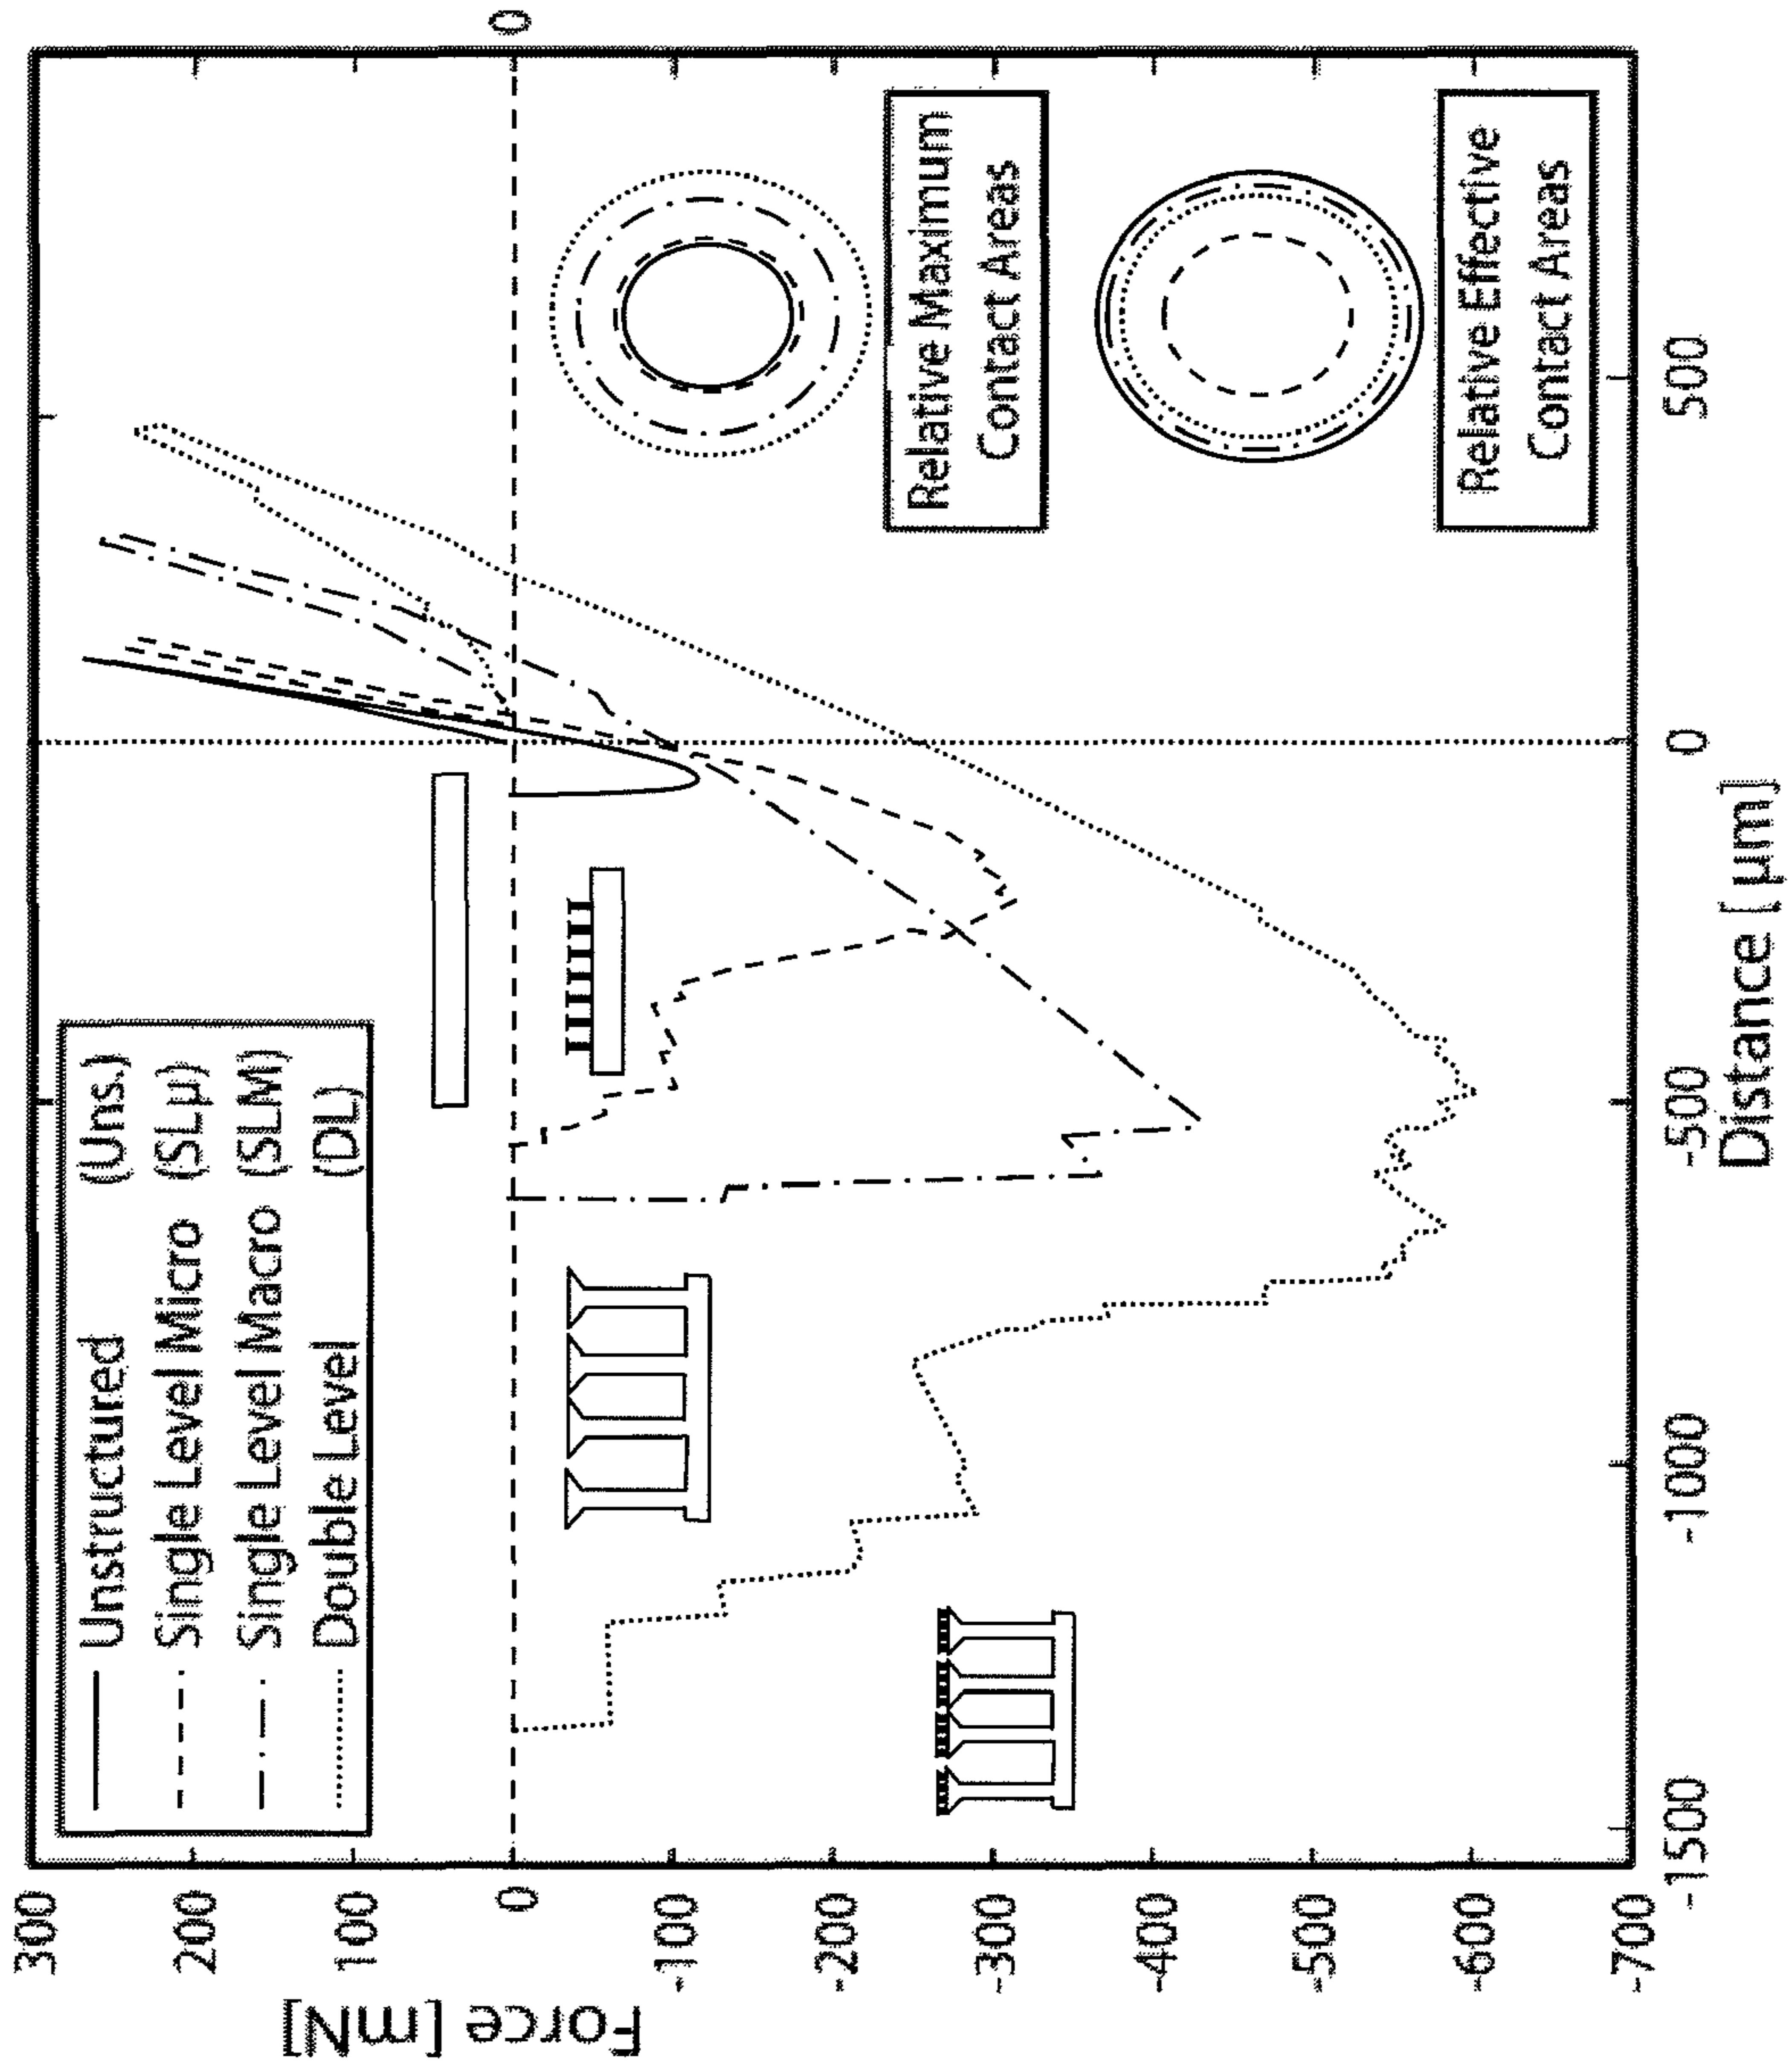 300
200
100
0
-100
-200
-300
-400
-500
-600
-700
Force [mN]
Unstructured (Uns.)
Single Level Micro (SLµ)
Single Level Macro (SLM)
Double Level (DL)
0
Relative Maximum
Contact Areas
Relative Effective
Contact Areas
-1500
-1000
-500
0
500
Distance [µm]